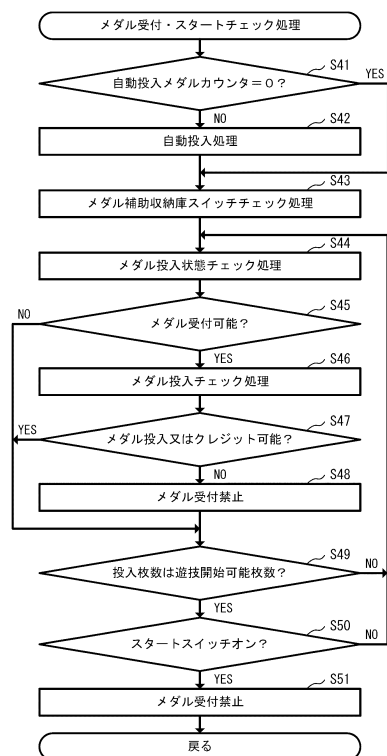 メダル受付・スタートチェック処理
S41
自動投入メダルカウンタ＝０？
YES
NO
S42
自動投入処理
S43
メダル補助収納庫スイッチチェック処理
S44
メダル投入状態チェック処理
S45
NO
メダル受付可能？
YES
S46
メダル投入チェック処理
S47
YES
メダル投入又はクレジット可能？
NO
S48
メダル受付禁止
S49
投入枚数は遊技開始可能枚数？
NO
YES
S50
スタートスイッチオン？
NO
YES
S51
メダル受付禁止
戻る